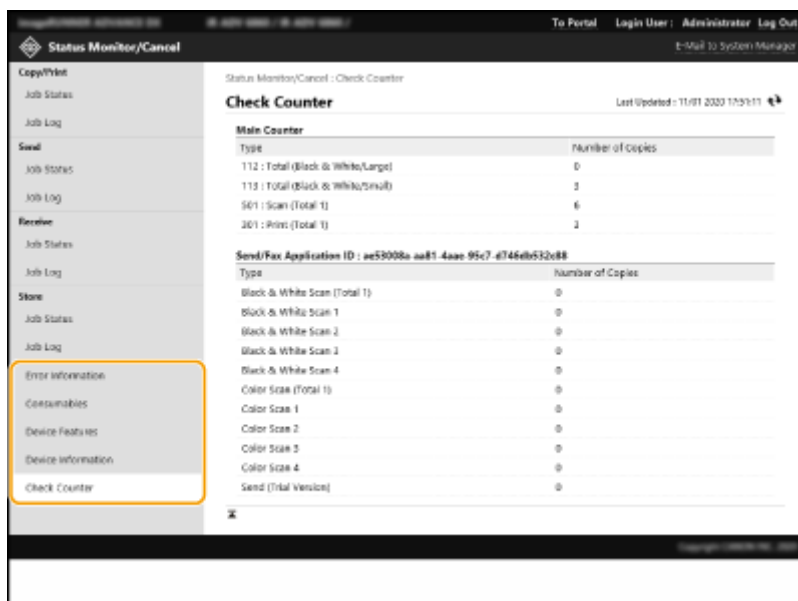 To Portal Login User : Administrator Log Out
Status Monitor/Cancel
E-Mail to System Manager
Copy/Print
Job Status
Job Log
Send
Job Status
Job Log
Receive
Job Status
Job Log
Store
Job Status
Job Log
Error Information
Consumables
Device Features
Device Information
Check Counter
Status Monitor/Cancel : Check Counter
Check Counter
Last Updated : 11/01 2020 17:51:11
Main Counter
Type Number of Copies
112 : Total (Black & White/Large) 0
113 : Total (Black & White/Small) 3
501 : Scan (Total 1) 6
301 : Print (Total 1) 3
Send/Fax Application ID :
Type Number of Copies
Black & White Scan (Total 1) 0
Black & White Scan 1 0
Black & White Scan 2 0
Black & White Scan 3 0
Black & White Scan 4 0
Color Scan (Total 1) 0
Color Scan 1 0
Color Scan 2 0
Color Scan 3 0
Color Scan 4 0
Send (Trial Version) 0